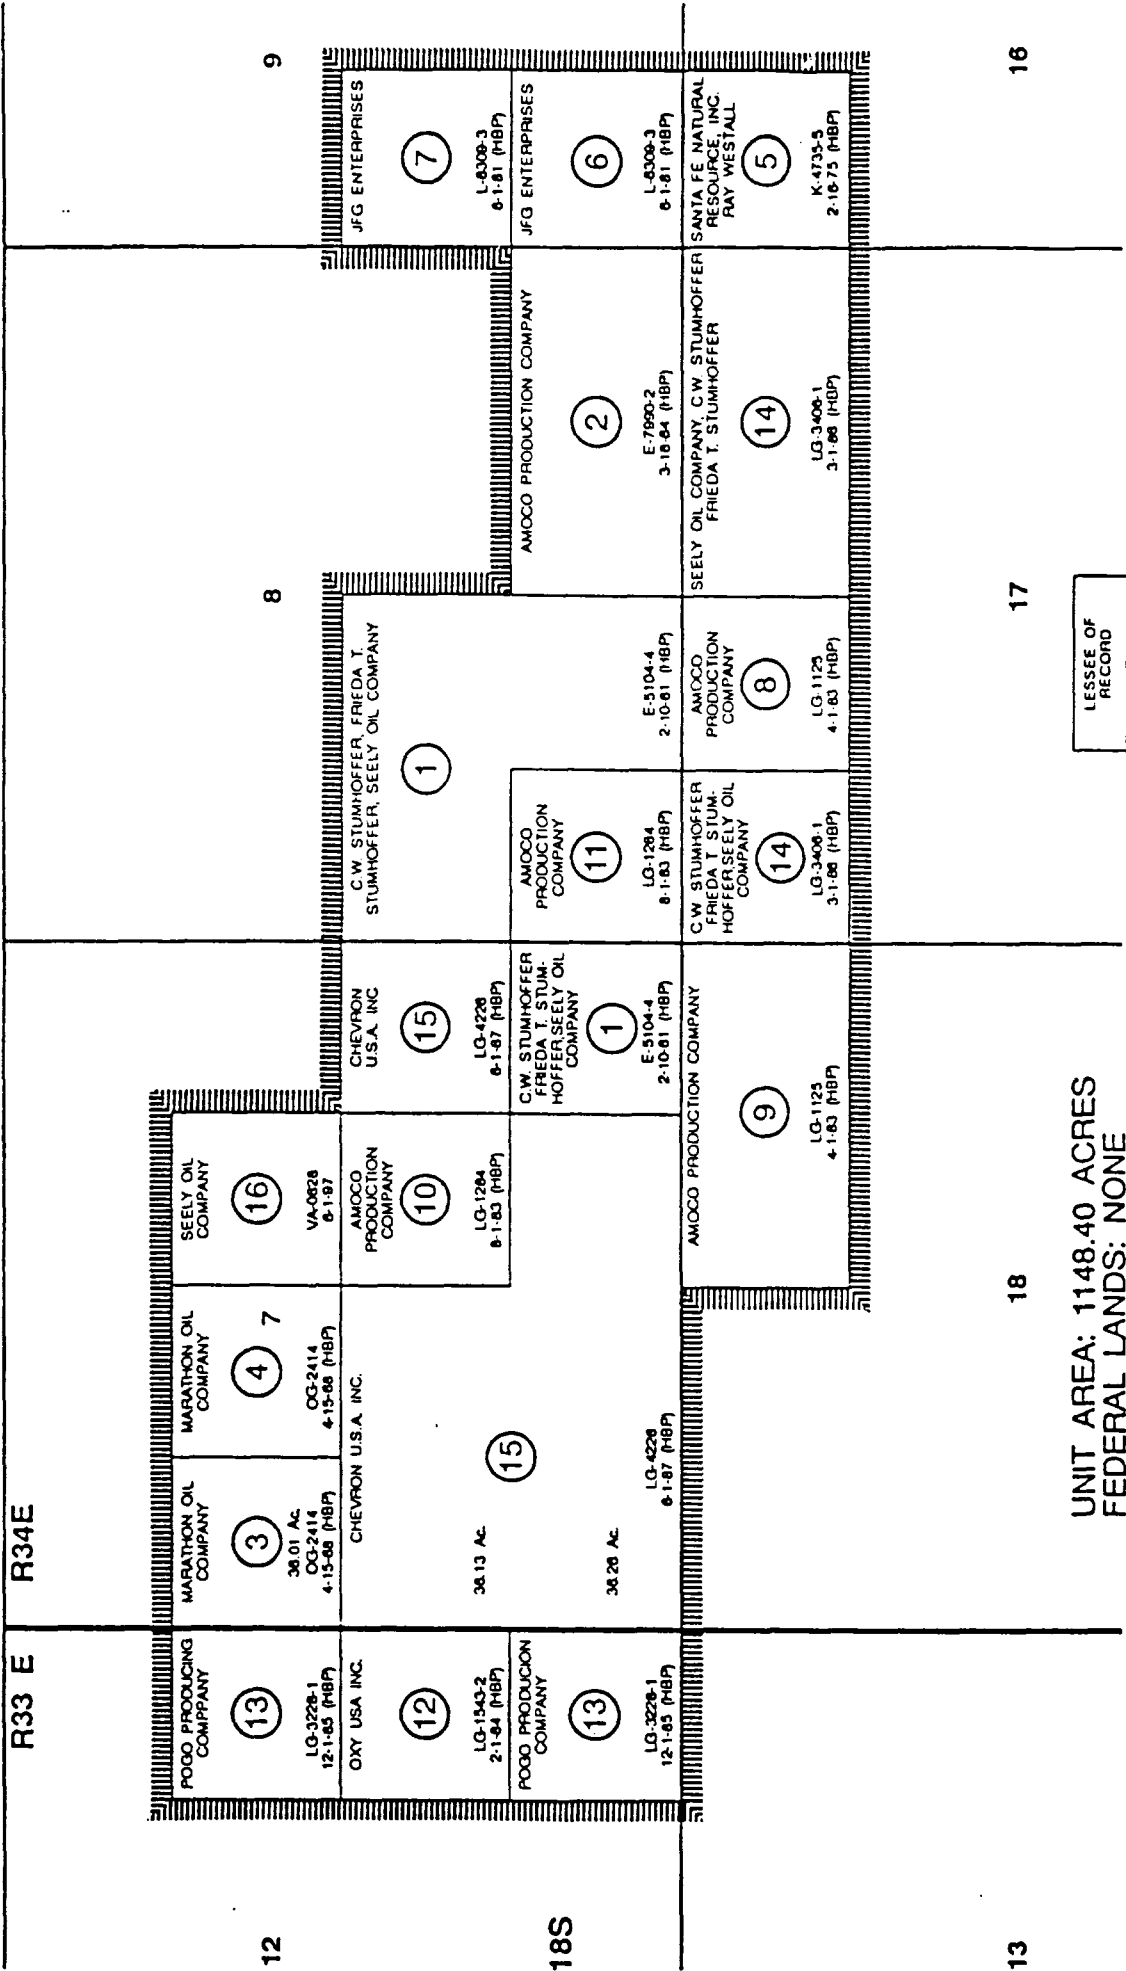 R33 E
R34E
12
8
9
POGO PRODUCING
COMPPANY
13
LG-3228-1
12-1-85 (HBP)
MARATHON OIL
COMPANY
3
36.01 Ac.
OG-2414
4-15-68 (HBP)
MARATHON OIL
COMPANY
4
7
OG-2414
4-15-68 (HBP)
SEELY OIL
COMPANY
16
VA-0628
6-1-97
OXY USA INC.
12
LG-1543-2
2-1-84 (HBP)
CHEVRON U.S.A. INC.
15
36.13 Ac.
36.26 Ac.
LG-4226
6-1-87 (HBP)
AMOCO
PRODUCTION
COMPANY
10
LG-1264
8-1-83 (HBP)
CHEVRON
U.S.A. INC
15
LG-4226
6-1-87 (HBP)
C.W. STUMHOFFER, FRIEDA T.
STUMHOFFER, SEELY OIL COMPANY
1
E-5104-4
2-10-61 (HBP)
JFG ENTERPRISES
7
L-6309-3
6-1-81 (HBP)
18S
POGO PRODUCION
COMPANY
13
LG-3228-1
12-1-85 (HBP)
C.W. STUMHOFFER
FRIEDA T. STUM-
HOFFER,SEELY OIL
COMPANY
1
E-5104-4
2-10-61 (HBP)
AMOCO
PRODUCTION
COMPANY
11
LG-1264
8-1-83 (HBP)
AMOCO PRODUCTION COMPANY
2
E-7990-2
3-16-64 (HBP)
JFG ENTERPRISES
6
L-6309-3
6-1-81 (HBP)
AMOCO PRODUCTION COMPANY
9
LG-1125
4-1-83 (HBP)
C.W STUMHOFFER
FRIEDA T. STUM-
HOFFER,SEELY OIL
COMPANY
14
LG-3406-1
3-1-86 (HBP)
AMOCO
PRODUCTION
COMPANY
8
LG-1125
4-1-83 (HBP)
SEELY OIL COMPANY, C.W. STUMHOFFER
FRIEDA T. STUMHOFFER
14
LG-3406-1
3-1-86 (HBP)
SANTA FE NATURAL
RESOURCE, INC.
RAY WESTALL
5
K-4735-5
2-16-75 (HBP)
13
18
17
16
UNIT AREA: 1148.40 ACRES
FEDERAL LANDS: NONE
LESSEE OF
RECORD